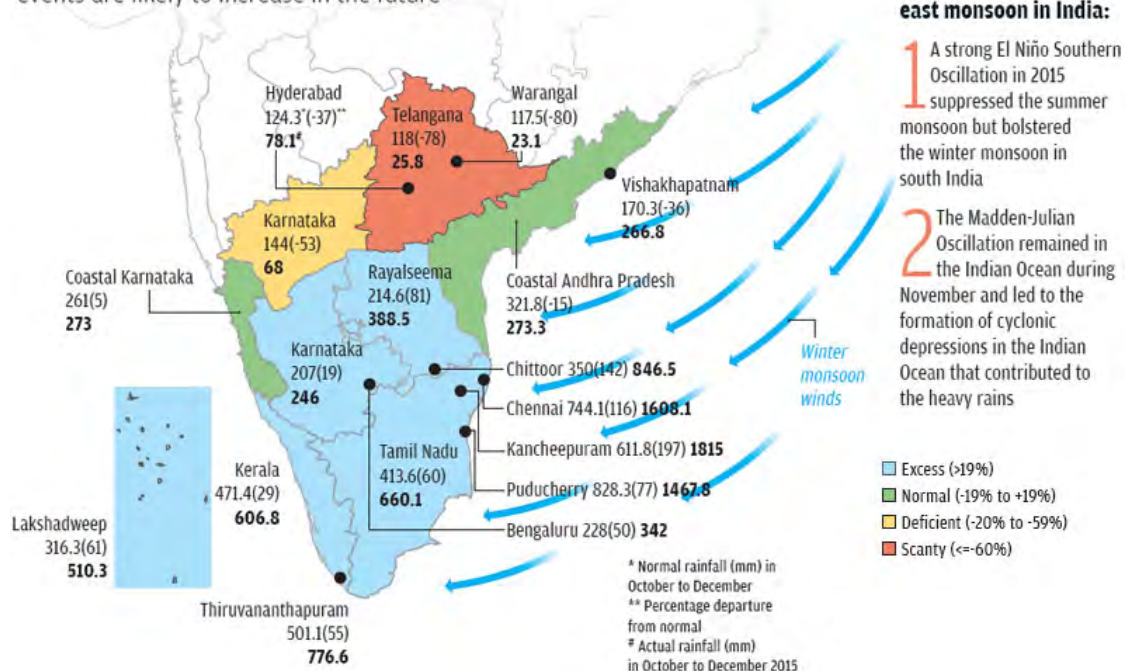 events are likely to increase in the future
Hyderabad
124.3*(-37)**
78.1#
Telangana
118(-78)
25.8
Warangal
117.5(-80)
23.1
Vishakhapatnam
170.3(-36)
266.8
Karnataka
144(-53)
68
Coastal Karnataka
261(5)
273
Rayalseema
214.6(81)
388.5
Coastal Andhra Pradesh
321.8(-15)
273.3
Karnataka
207(19)
246
Chittoor 350(142) 846.5
Chennai 744.1(116) 1608.1
Kancheepuram 611.8(197) 1815
Puducherry 828.3(77) 1467.8
Bengaluru 228(50) 342
Tamil Nadu
413.6(60)
660.1
Kerala
471.4(29)
606.8
Lakshadweep
316.3(61)
510.3
Thiruvananthapuram
501.1(55)
776.6
Winter
monsoon
winds
* Normal rainfall (mm) in
October to December
** Percentage departure
from normal
# Actual rainfall (mm)
in October to December 2015
east monsoon in India:
1 A strong El Niño Southern
Oscillation in 2015
suppressed the summer
monsoon but bolstered
the winter monsoon in
south India
2 The Madden-Julian
Oscillation remained in
the Indian Ocean during
November and led to the
formation of cyclonic
depressions in the Indian
Ocean that contributed to
the heavy rains
Excess (>19%)
Normal (-19% to +19%)
Deficient (-20% to -59%)
Scanty (<=-60%)